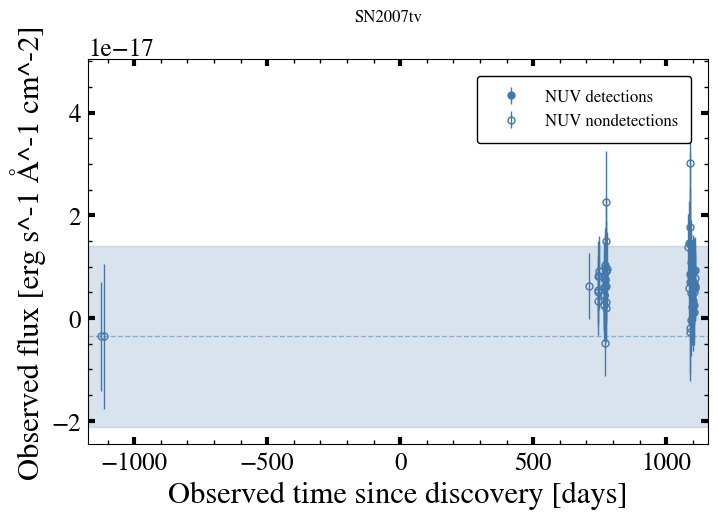 SN2007tv
1e−17
NUV detections
NUV nondetections
4
2
0
−2
Observed flux [erg s^-1 Å^-1 cm^-2]
−1000
−500
0
500
1000
Observed time since discovery [days]